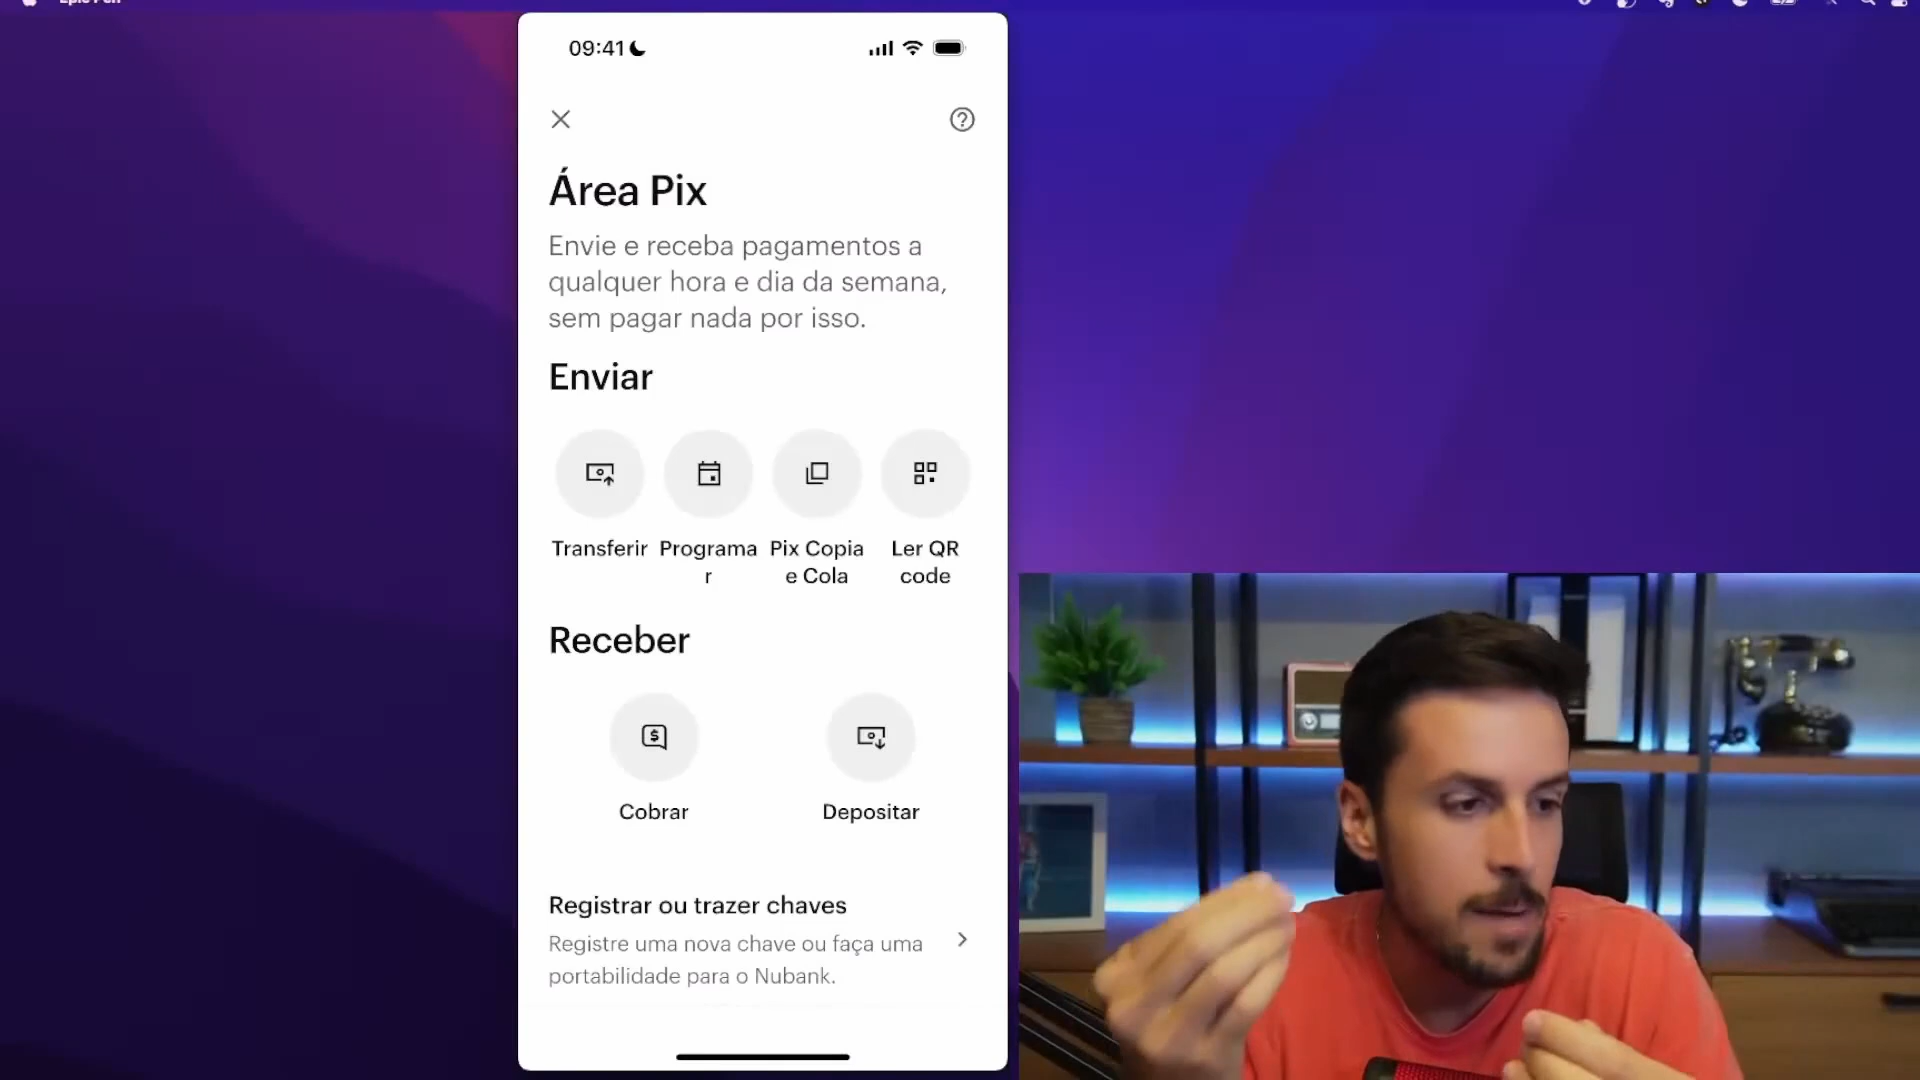 09:41
Área Pix
Envie e receba pagamentos a
qualquer hora e dia da semana,
sem pagar nada por isso.
Enviar
Transferir Programa Pix Copia Ler QR
r e Cola code
Receber
Cobrar Depositar
Registrar ou trazer chaves
Registre uma nova chave ou faça uma
portabilidade para o Nubank.